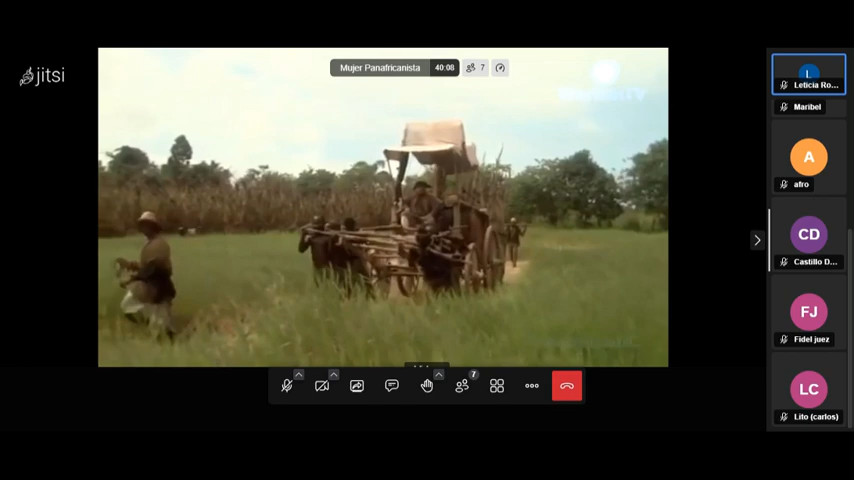 jitsi
Mujer Panafricanista 40:08 7
L
Leticia Ro...
Maribel
A
afro
CD
Castillo D...
FJ
Fidel juez
LC
Lito (carlos)
7